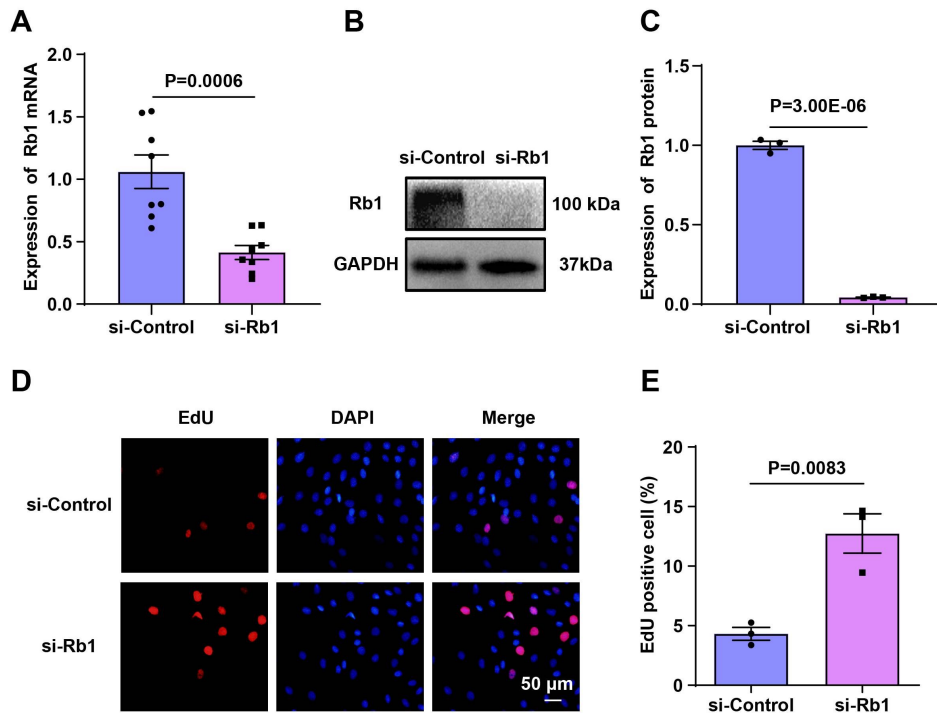 A
Expression of Rb1 mRNA
2.0
1.5
1.0
0.5
0.0
P=0.0006
si-Control
si-Rb1
B
si-Control si-Rb1
Rb1
100 kDa
GAPDH
37kDa
C
Expression of Rb1 protein
1.5
1.0
0.5
0.0
P=3.00E-06
si-Control
si-Rb1
D
EdU
DAPI
Merge
si-Control
si-Rb1
50 μm
E
EdU positive cell (%)
20
15
10
5
0
P=0.0083
si-Control
si-Rb1